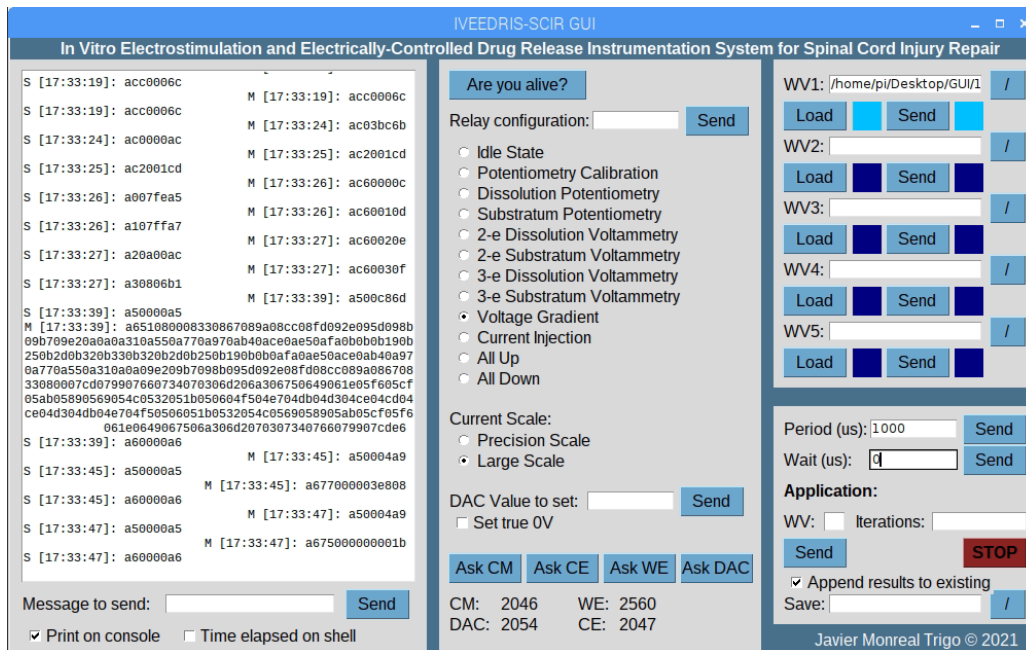 IVEEDRIS-SCIR GUI
In Vitro Electrostimulation and Electrically-Controlled Drug Release Instrumentation System for Spinal Cord Injury Repair
S [17:33:19]: acc0006c
M [17:33:19]: acc0006c
S [17:33:19]: acc0006c
M [17:33:24]: ac03bc6b
S [17:33:24]: ac0000ac
M [17:33:25]: ac2001cd
S [17:33:25]: ac2001cd
M [17:33:26]: ac60000c
S [17:33:26]: a007fea5
M [17:33:26]: ac60010d
S [17:33:26]: a107ffa7
M [17:33:27]: ac60020e
S [17:33:27]: a20a00ac
M [17:33:27]: ac60030f
S [17:33:27]: a30806b1
M [17:33:39]: a500c86d
S [17:33:39]: a50000a5
M [17:33:39]: a651080008330867089a08cc08fd092e095d098b
09b709e20a0a0a310a550a770a970ab40ace0ae50afa0b0b0b190b
250b2d0b320b330b320b2d0b250b190b0b0afa0ae50ace0ab40a97
0a770a550a310a0a09e209b7098b095d092e08fd08cc089a086708
33080007cd079907660734070306d206a306750649061e05f605cf
05ab05890569054c0532051b050604f504e704db04d304ce04cd04
ce04d304db04e704f50506051b0532054c0569058905ab05cf05f6
061e0649067506a306d2070307340766079907cde6
S [17:33:39]: a60000a6
M [17:33:45]: a50004a9
S [17:33:45]: a50000a5
M [17:33:45]: a677000003e808
S [17:33:45]: a60000a6
M [17:33:47]: a50004a9
S [17:33:47]: a50000a5
M [17:33:47]: a675000000001b
S [17:33:47]: a60000a6
Message to send: Send
Print on console Time elapsed on shell
Are you alive?
Relay configuration: Send
Idle State
Potentiometry Calibration
Dissolution Potentiometry
Substratum Potentiometry
2-e Dissolution Voltammetry
2-e Substratum Voltammetry
3-e Dissolution Voltammetry
3-e Substratum Voltammetry
Voltage Gradient
Current Injection
All Up
All Down
Current Scale:
Precision Scale
Large Scale
DAC Value to set: Send
Set true 0V
Ask CM Ask CE Ask WE Ask DAC
CM: 2046 WE: 2560
DAC: 2054 CE: 2047
WV1: /home/pi/Desktop/GUI/1 /
Load Send
WV2: /
Load Send
WV3: /
Load Send
WV4: /
Load Send
WV5: /
Load Send
Period (us): 1000 Send
Wait (us): 0 Send
Application:
WV: Iterations:
Send STOP
Append results to existing
Save: /
Javier Monreal Trigo © 2021